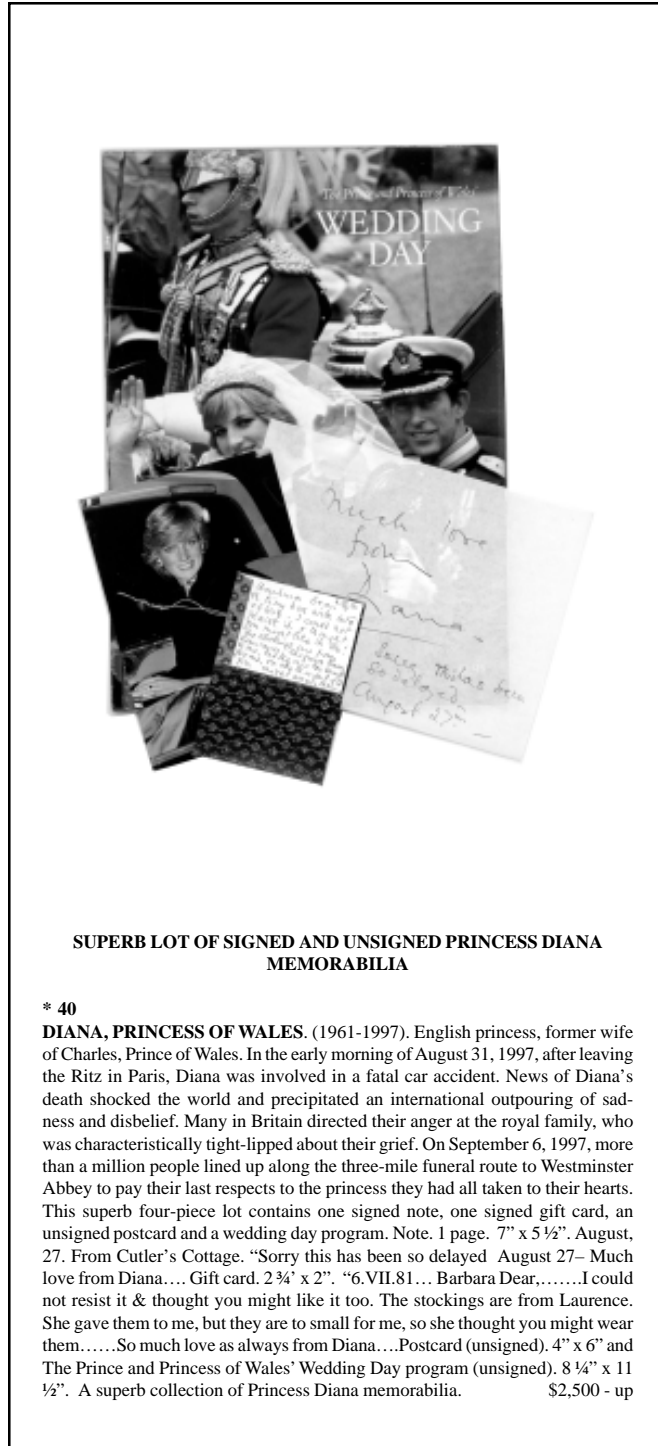 The Prince and Princess of Wales'
WEDDING
DAY
Much love
from
Diana.
Sorry this has been
so delayed
August 27th
SUPERB LOT OF SIGNED AND UNSIGNED PRINCESS DIANA
MEMORABILIA
* 40
DIANA, PRINCESS OF WALES. (1961-1997). English princess, former wife
of Charles, Prince of Wales. In the early morning of August 31, 1997, after leaving
the Ritz in Paris, Diana was involved in a fatal car accident. News of Diana's
death shocked the world and precipitated an international outpouring of sad-
ness and disbelief. Many in Britain directed their anger at the royal family, who
was characteristically tight-lipped about their grief. On September 6, 1997, more
than a million people lined up along the three-mile funeral route to Westminster
Abbey to pay their last respects to the princess they had all taken to their hearts.
This superb four-piece lot contains one signed note, one signed gift card, an
unsigned postcard and a wedding day program. Note. 1 page. 7” x 5 ½”. August,
27. From Cutler's Cottage. “Sorry this has been so delayed August 27– Much
love from Diana…. Gift card. 2 ¾' x 2”. “6.VII.81… Barbara Dear,…….I could
not resist it & thought you might like it too. The stockings are from Laurence.
She gave them to me, but they are to small for me, so she thought you might wear
them……So much love as always from Diana….Postcard (unsigned). 4” x 6” and
The Prince and Princess of Wales' Wedding Day program (unsigned). 8 ¼” x 11
½”. A superb collection of Princess Diana memorabilia. $2,500 - up